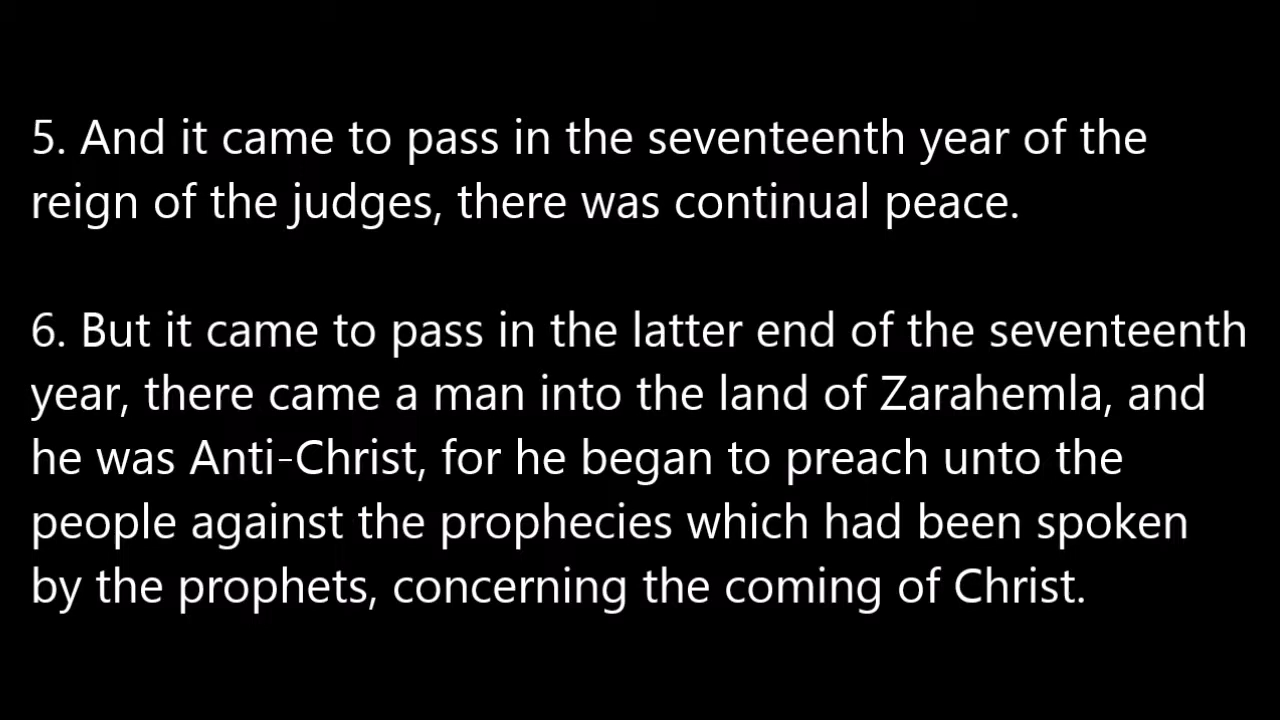 5. And it came to pass in the seventeenth year of the
reign of the judges, there was continual peace.
6. But it came to pass in the latter end of the seventeenth
year, there came a man into the land of Zarahemla, and
he was Anti-Christ, for he began to preach unto the
people against the prophecies which had been spoken
by the prophets, concerning the coming of Christ.